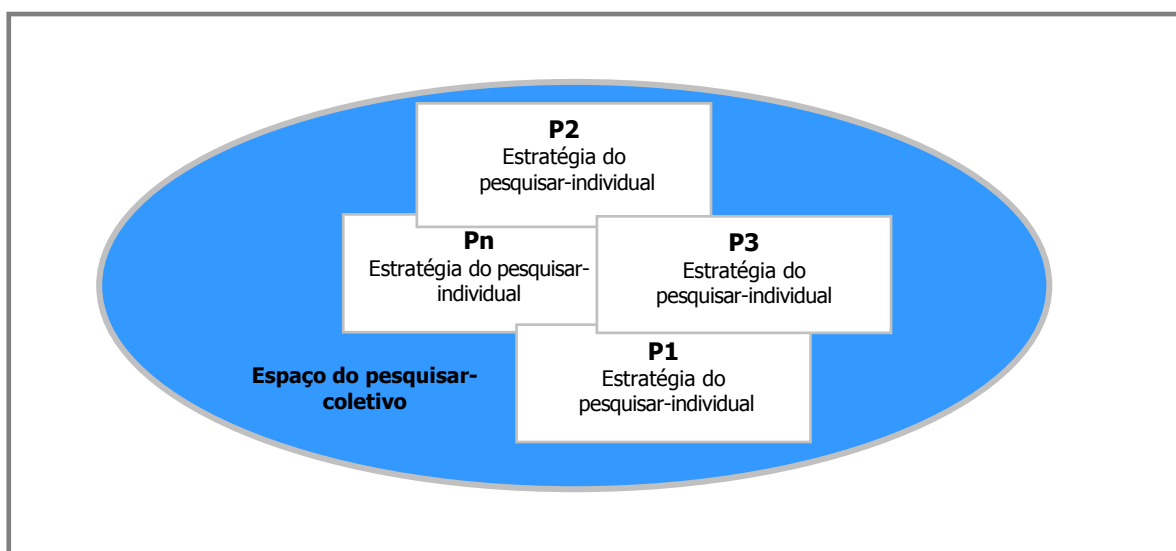 P2
Estratégia do
pesquisar-individual
Pn
Estratégia do pesquisar-
individual
P3
Estratégia do
pesquisar-individual
P1
Estratégia do
pesquisar-individual
Espaço do pesquisar-
coletivo